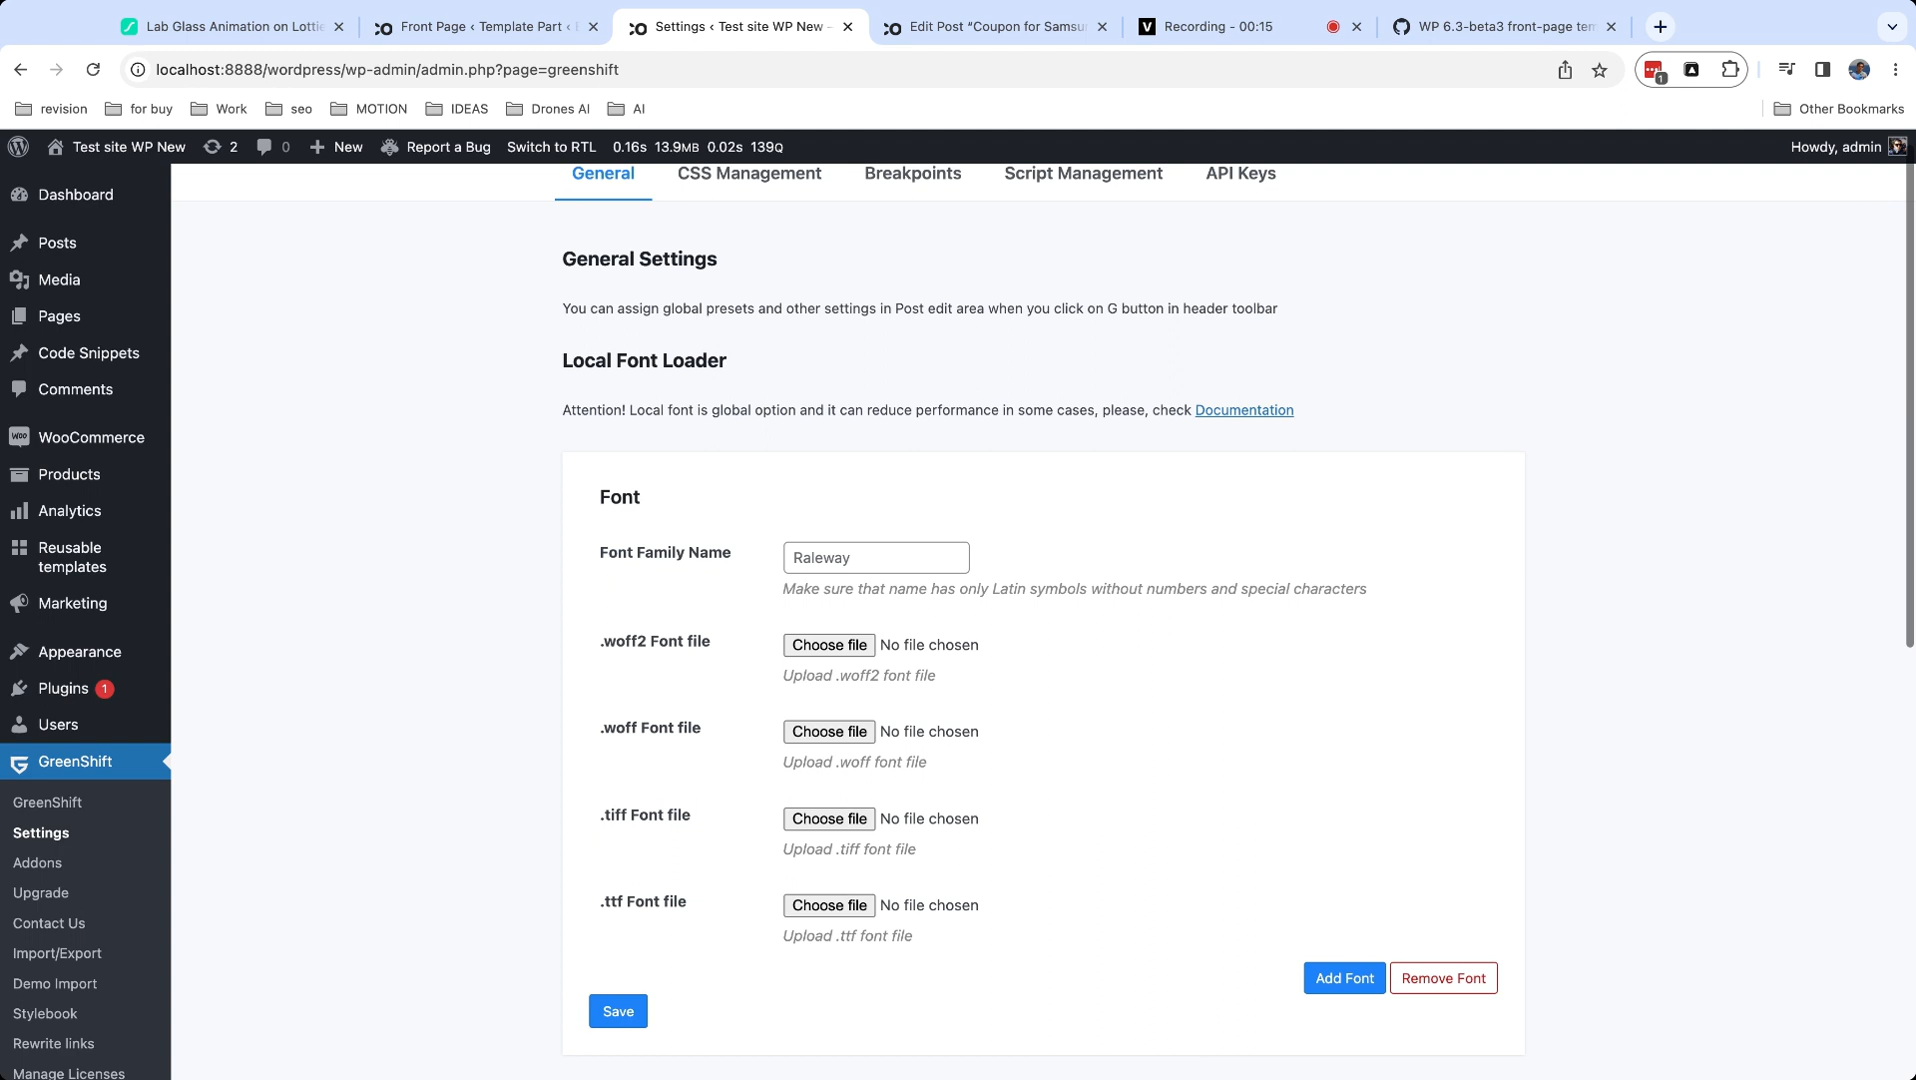 Lab Glass Animation on Lottie
Front Page ‹ Template Part ‹
Settings ‹ Test site WP New –
Edit Post “Coupon for Samsu
V
Recording - 00:15
WP 6.3-beta3 front-page tem
localhost:8888/wordpress/wp-admin/admin.php?page=greenshift
1
revision
for buy
Work
seo
MOTION
IDEAS
Drones AI
AI
Other Bookmarks
Test site WP New
2
0
New
Report a Bug
Switch to RTL
0.16s 13.9MB 0.02s 139Q
Howdy, admin
General
CSS Management
Breakpoints
Script Management
API Keys
Dashboard
Posts
Media
Pages
Code Snippets
Comments
WooCommerce
Products
Analytics
Reusable
templates
Marketing
Appearance
Plugins 1
Users
GreenShift
GreenShift
Settings
Addons
Upgrade
Contact Us
Import/Export
Demo Import
Stylebook
Rewrite links
Manage Licenses
General Settings
You can assign global presets and other settings in Post edit area when you click on G button in header toolbar
Local Font Loader
Attention! Local font is global option and it can reduce performance in some cases, please, check Documentation
Font
Font Family Name
Raleway
Make sure that name has only Latin symbols without numbers and special characters
.woff2 Font file
Choose file No file chosen
Upload .woff2 font file
.woff Font file
Choose file No file chosen
Upload .woff font file
.tiff Font file
Choose file No file chosen
Upload .tiff font file
.ttf Font file
Choose file No file chosen
Upload .ttf font file
Add Font
Remove Font
Save